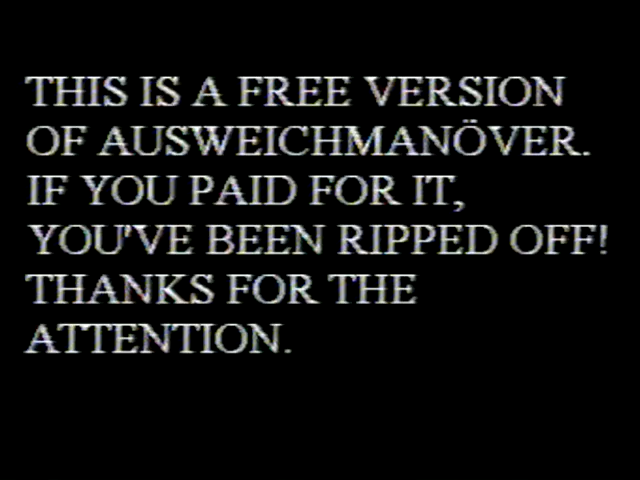 THIS IS A FREE VERSION
OF AUSWEICHMANÖVER.
IF YOU PAID FOR IT,
YOU'VE BEEN RIPPED OFF!
THANKS FOR THE
ATTENTION.